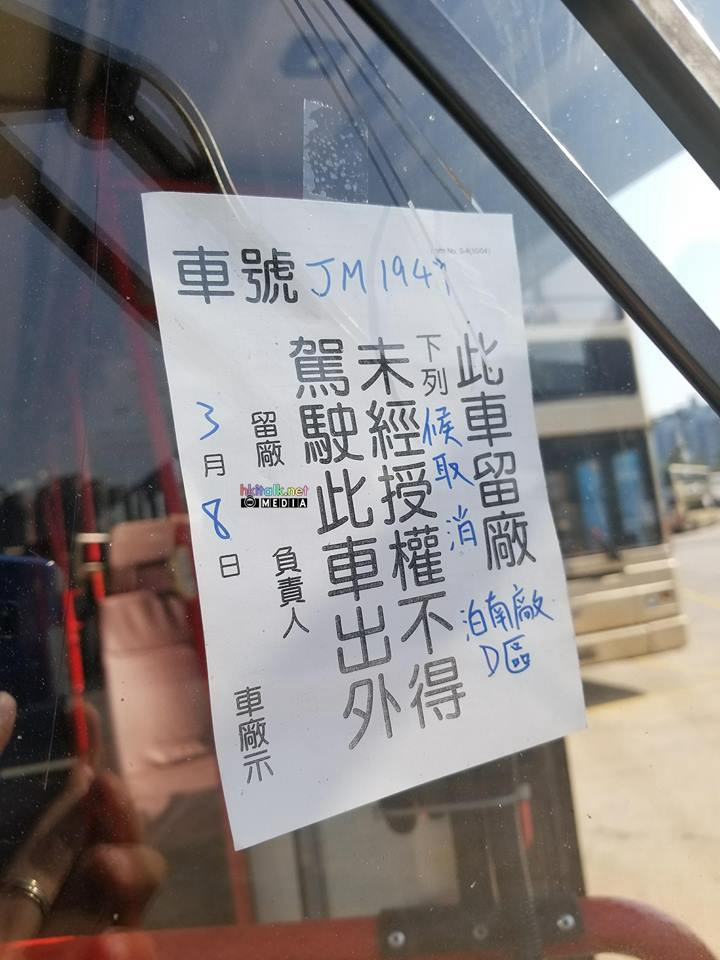 車號 JM 194
此車留廠 泊南廠
D區
下列 候取消
未經授權不得
駕駛此車出外
留廠 負責人 車廠示
3月8日
hkitalk.net
MEDIA